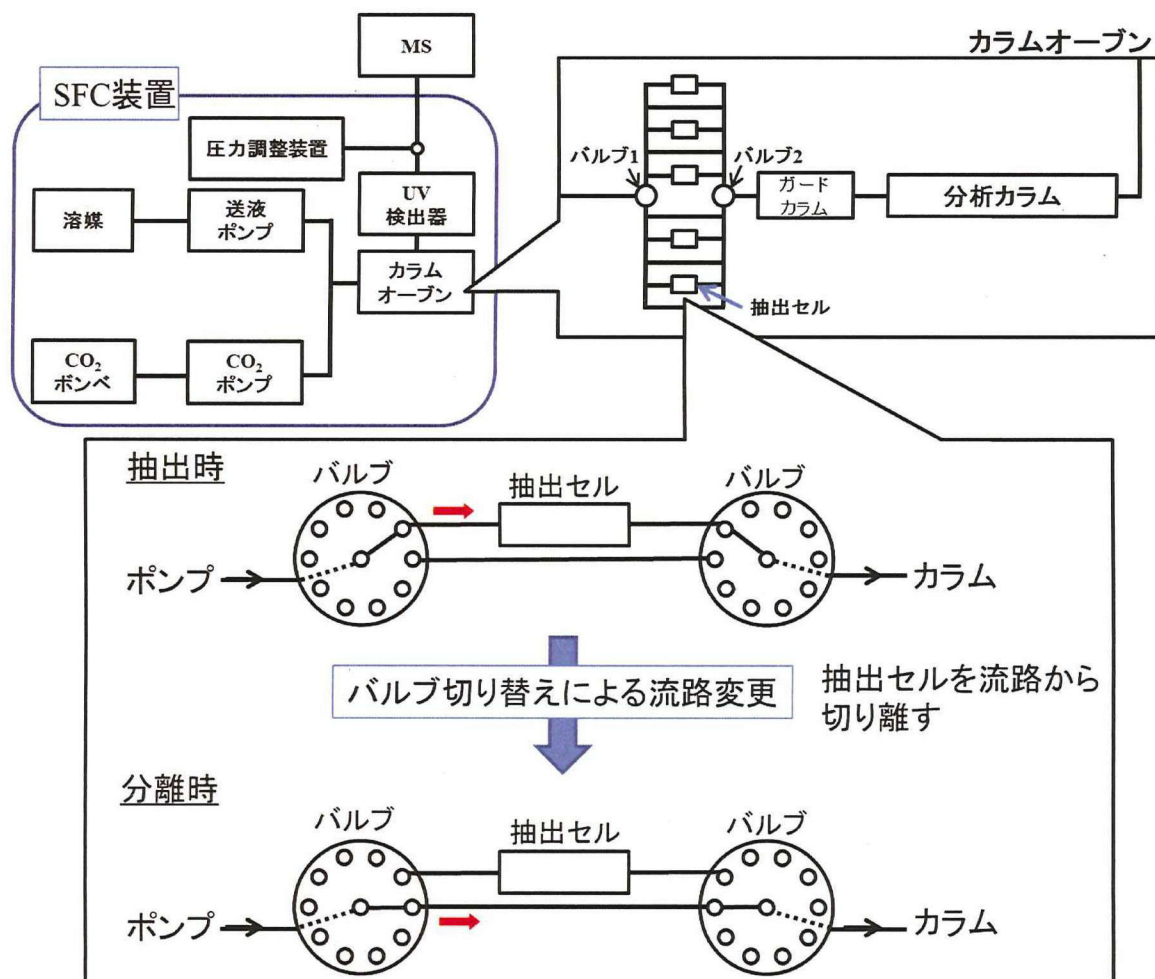 MS
カラムオーブン
SFC装置
圧力調整装置
バルブ1
バルブ2
UV
検出器
ガード
カラム
分析カラム
溶媒
送液
ポンプ
カラム
オーブン
抽出セル
CO₂
ボンベ
CO₂
ポンプ
抽出時
バルブ
抽出セル
バルブ
ポンプ
カラム
バルブ切り替えによる流路変更
抽出セルを流路から
切り離す
分離時
バルブ
抽出セル
バルブ
ポンプ
カラム